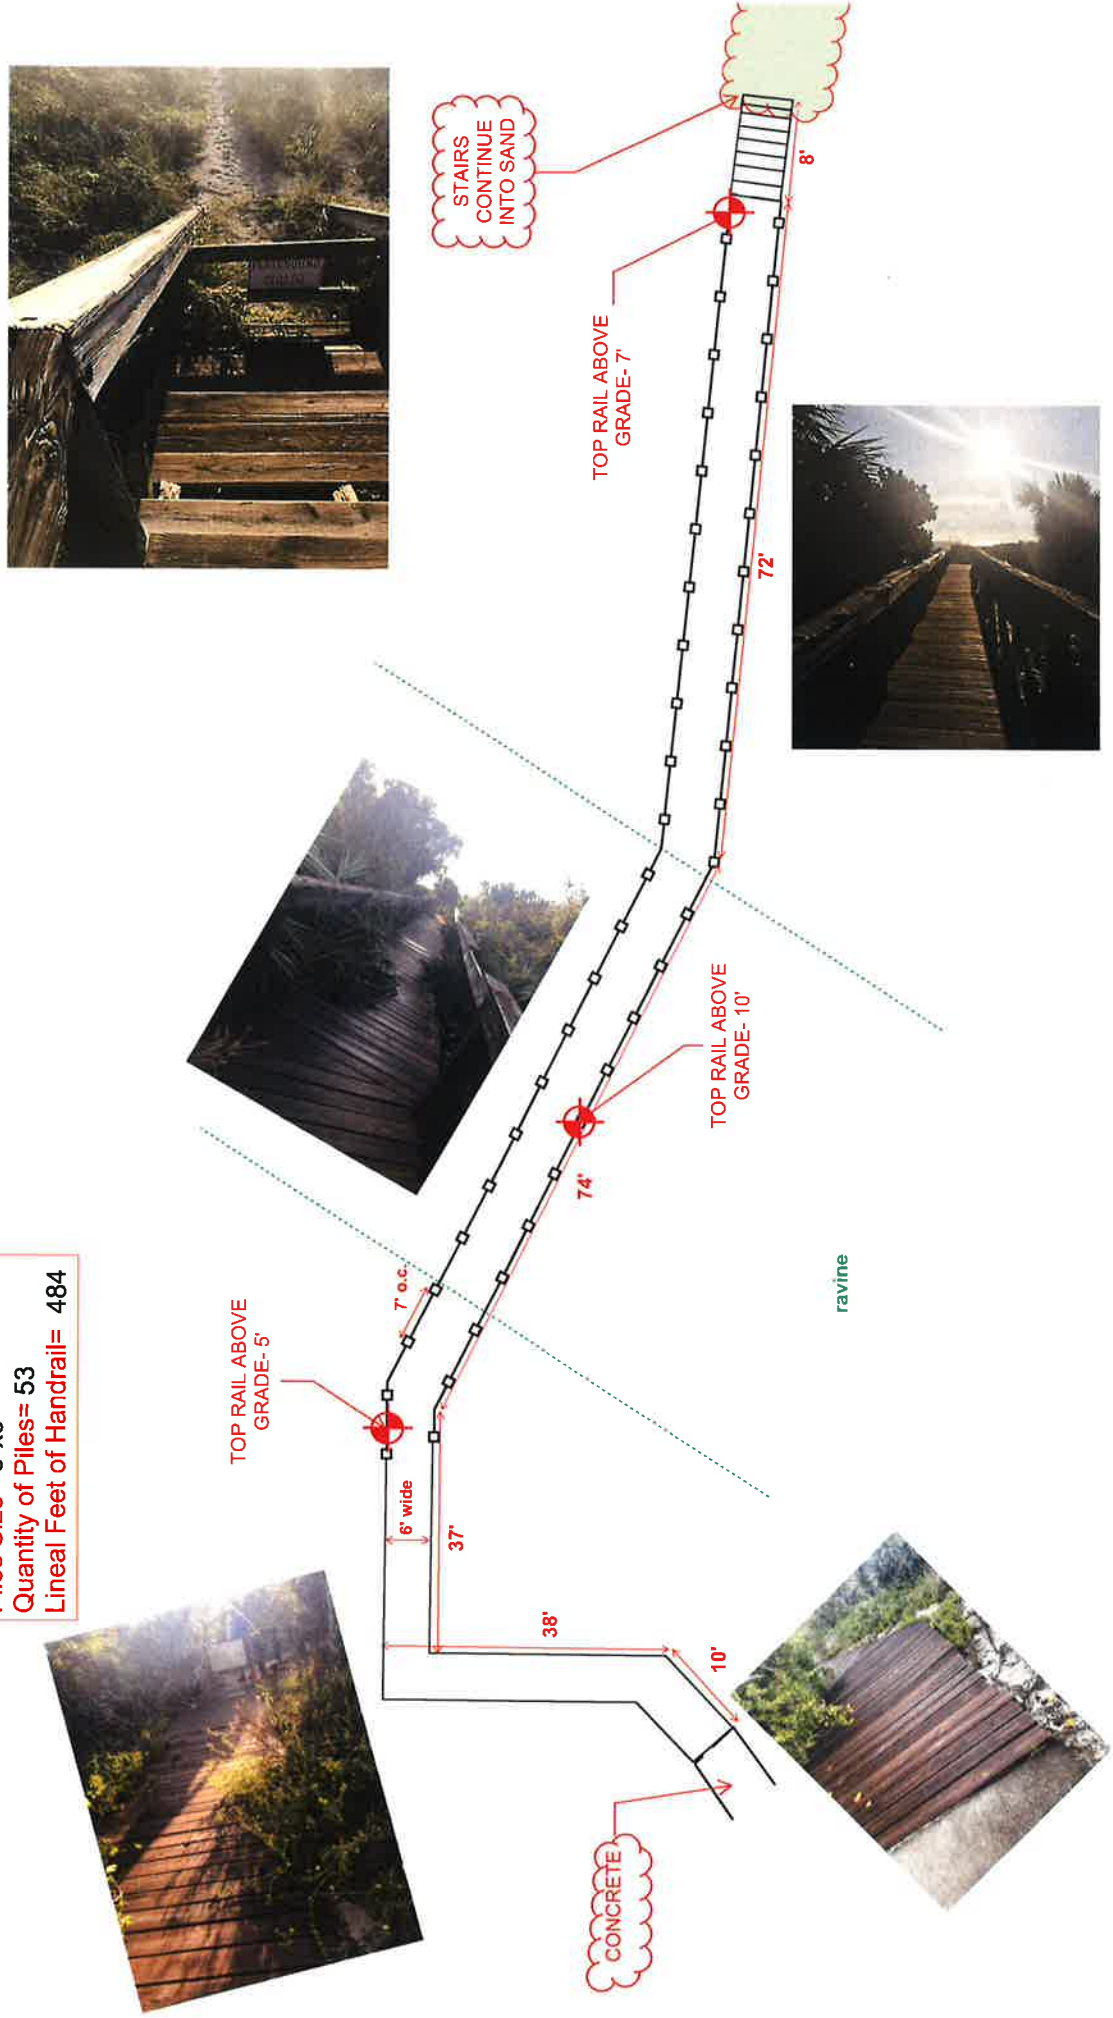 Quantity of Piles= 53
Lineal Feet of Handrail= 484
STAIRS
CONTINUE
INTO SAND
TOP RAIL ABOVE
GRADE- 7'
8'
72'
TOP RAIL ABOVE
GRADE- 10'
74'
7' o.c.
TOP RAIL ABOVE
GRADE- 5'
6' wide
37'
38'
10'
CONCRETE
ravine